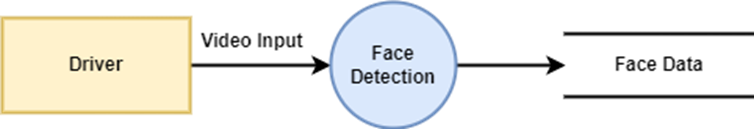 Driver
Video Input
Face
Detection
Face Data